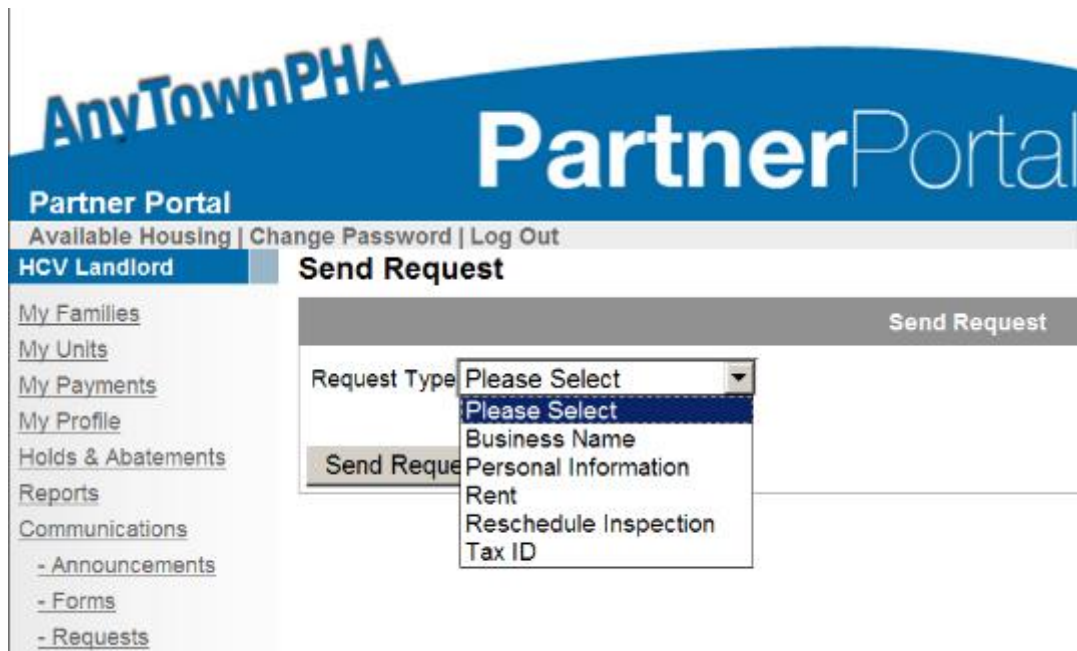 AnyTownPHA
PartnerPortal
Partner Portal
Available Housing | Change Password | Log Out
HCV Landlord
Send Request
My Families
My Units
My Payments
My Profile
Holds & Abatements
Reports
Communications
- Announcements
- Forms
- Requests
Send Request
Request Type Please Select
Please Select
Business Name
Personal Information
Rent
Reschedule Inspection
Tax ID
Send Reque